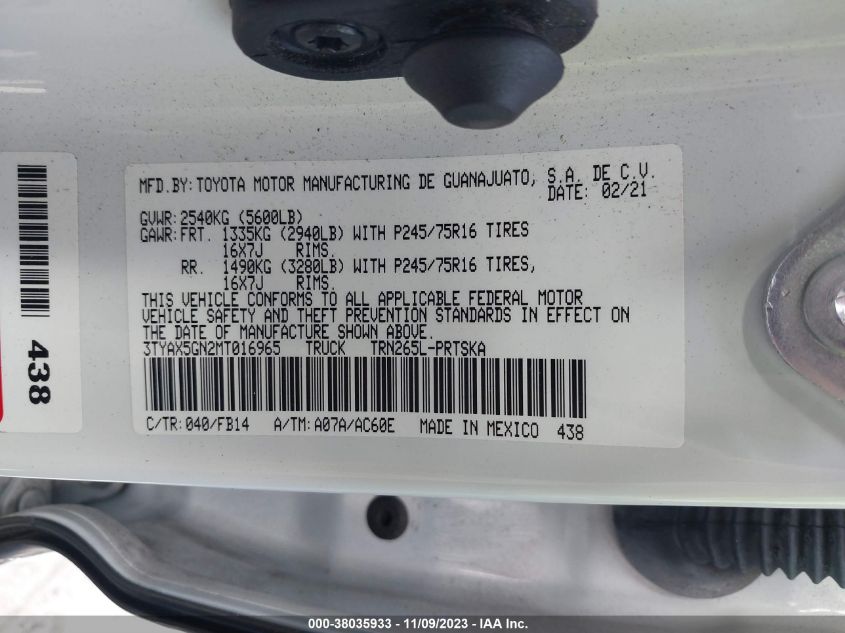 MFD.BY:TOYOTA MOTOR MANUFACTURING DE GUANAJUATO, S.A. DE C.V.
DATE: 02/21
GVWR:2540KG (5600LB)
GAWR:FRT. 1335KG (2940LB) WITH P245/75R16 TIRES
16X7J RIMS.
RR. 1490KG (3280LB) WITH P245/75R16 TIRES,
16X7J RIMS.
THIS VEHICLE CONFORMS TO ALL APPLICABLE FEDERAL MOTOR
VEHICLE SAFETY AND THEFT PREVENTION STANDARDS IN EFFECT ON
THE DATE OF MANUFACTURE SHOWN ABOVE.
3TYAX5GN2MT016965 TRUCK TRN265L-PRTSKA
C/TR:040/FB14 A/TM:A07A/AC60E MADE IN MEXICO 438
438
000-38035933 - 11/09/2023 - IAA Inc.